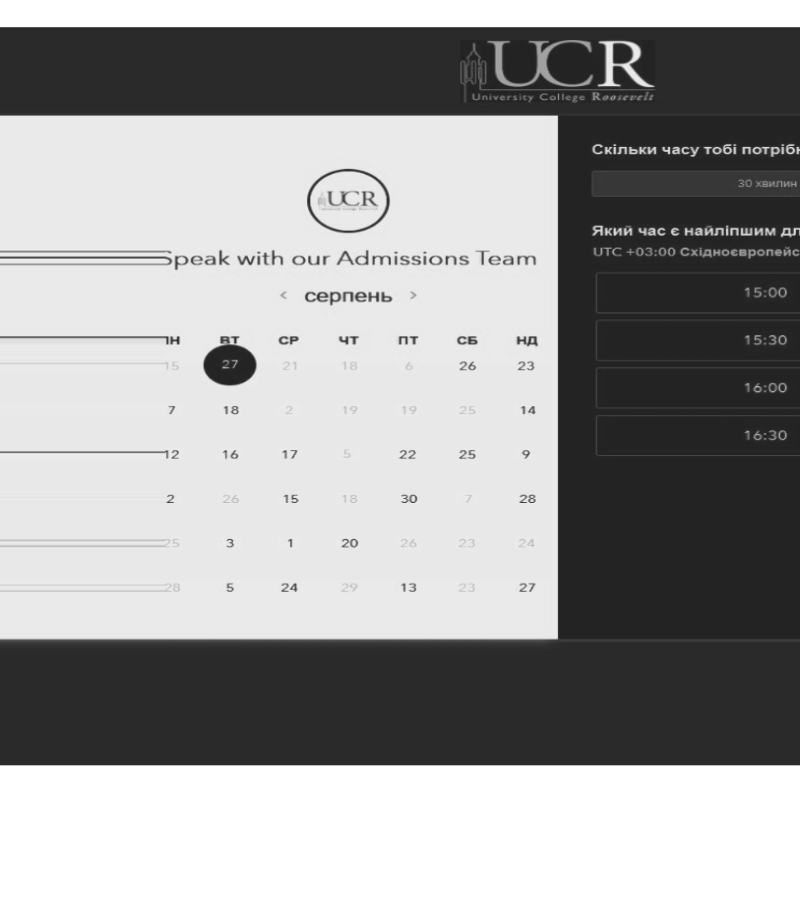 UCR
University College Roosevelt
UCR
Speak with our Admissions Team
< серпень >
ПН ВТ СР ЧТ ПТ СБ НД
15 27 21 18 6 26 23
7 18 2 19 19 25 14
12 16 17 5 22 25 9
2 26 15 18 30 7 28
25 3 1 20 26 23 24
28 5 24 29 13 23 27
Скільки часу тобі потріб
30 хвилин
Який час є найліпшим дл
UTC +03:00 Східноєвропейс
15:00
15:30
16:00
16:30